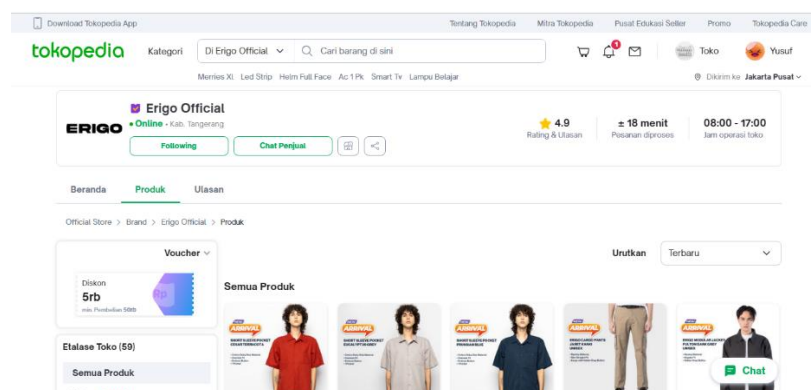 Download Tokopedia App
Tentang Tokopedia
Mitra Tokopedia
Pusat Edukasi Seller
Promo
Tokopedia Care
tokopedia
Kategori
Di Erigo Official
Cari barang di sini
1
Toko
Yusuf
Merries Xl Led Strip Helm Full Face Ac 1 Pk Smart Tv Lampu Belajar
Dikirim ke Jakarta Pusat
ERIGO
Erigo Official
Online • Kab. Tangerang
Following
Chat Penjual
4.9
Rating & Ulasan
± 18 menit
Pesanan diproses
08:00 - 17:00
Jam operasi toko
Beranda
Produk
Ulasan
Official Store > Brand > Erigo Official > Produk
Voucher
Diskon
5rb
min. Pembelian 50rb
Rp
Urutkan
Terbaru
Semua Produk
ARRIVAL
ARRIVAL
ARRIVAL
ARRIVAL
ARRIVAL
Etalase Toko (59)
Semua Produk
Chat